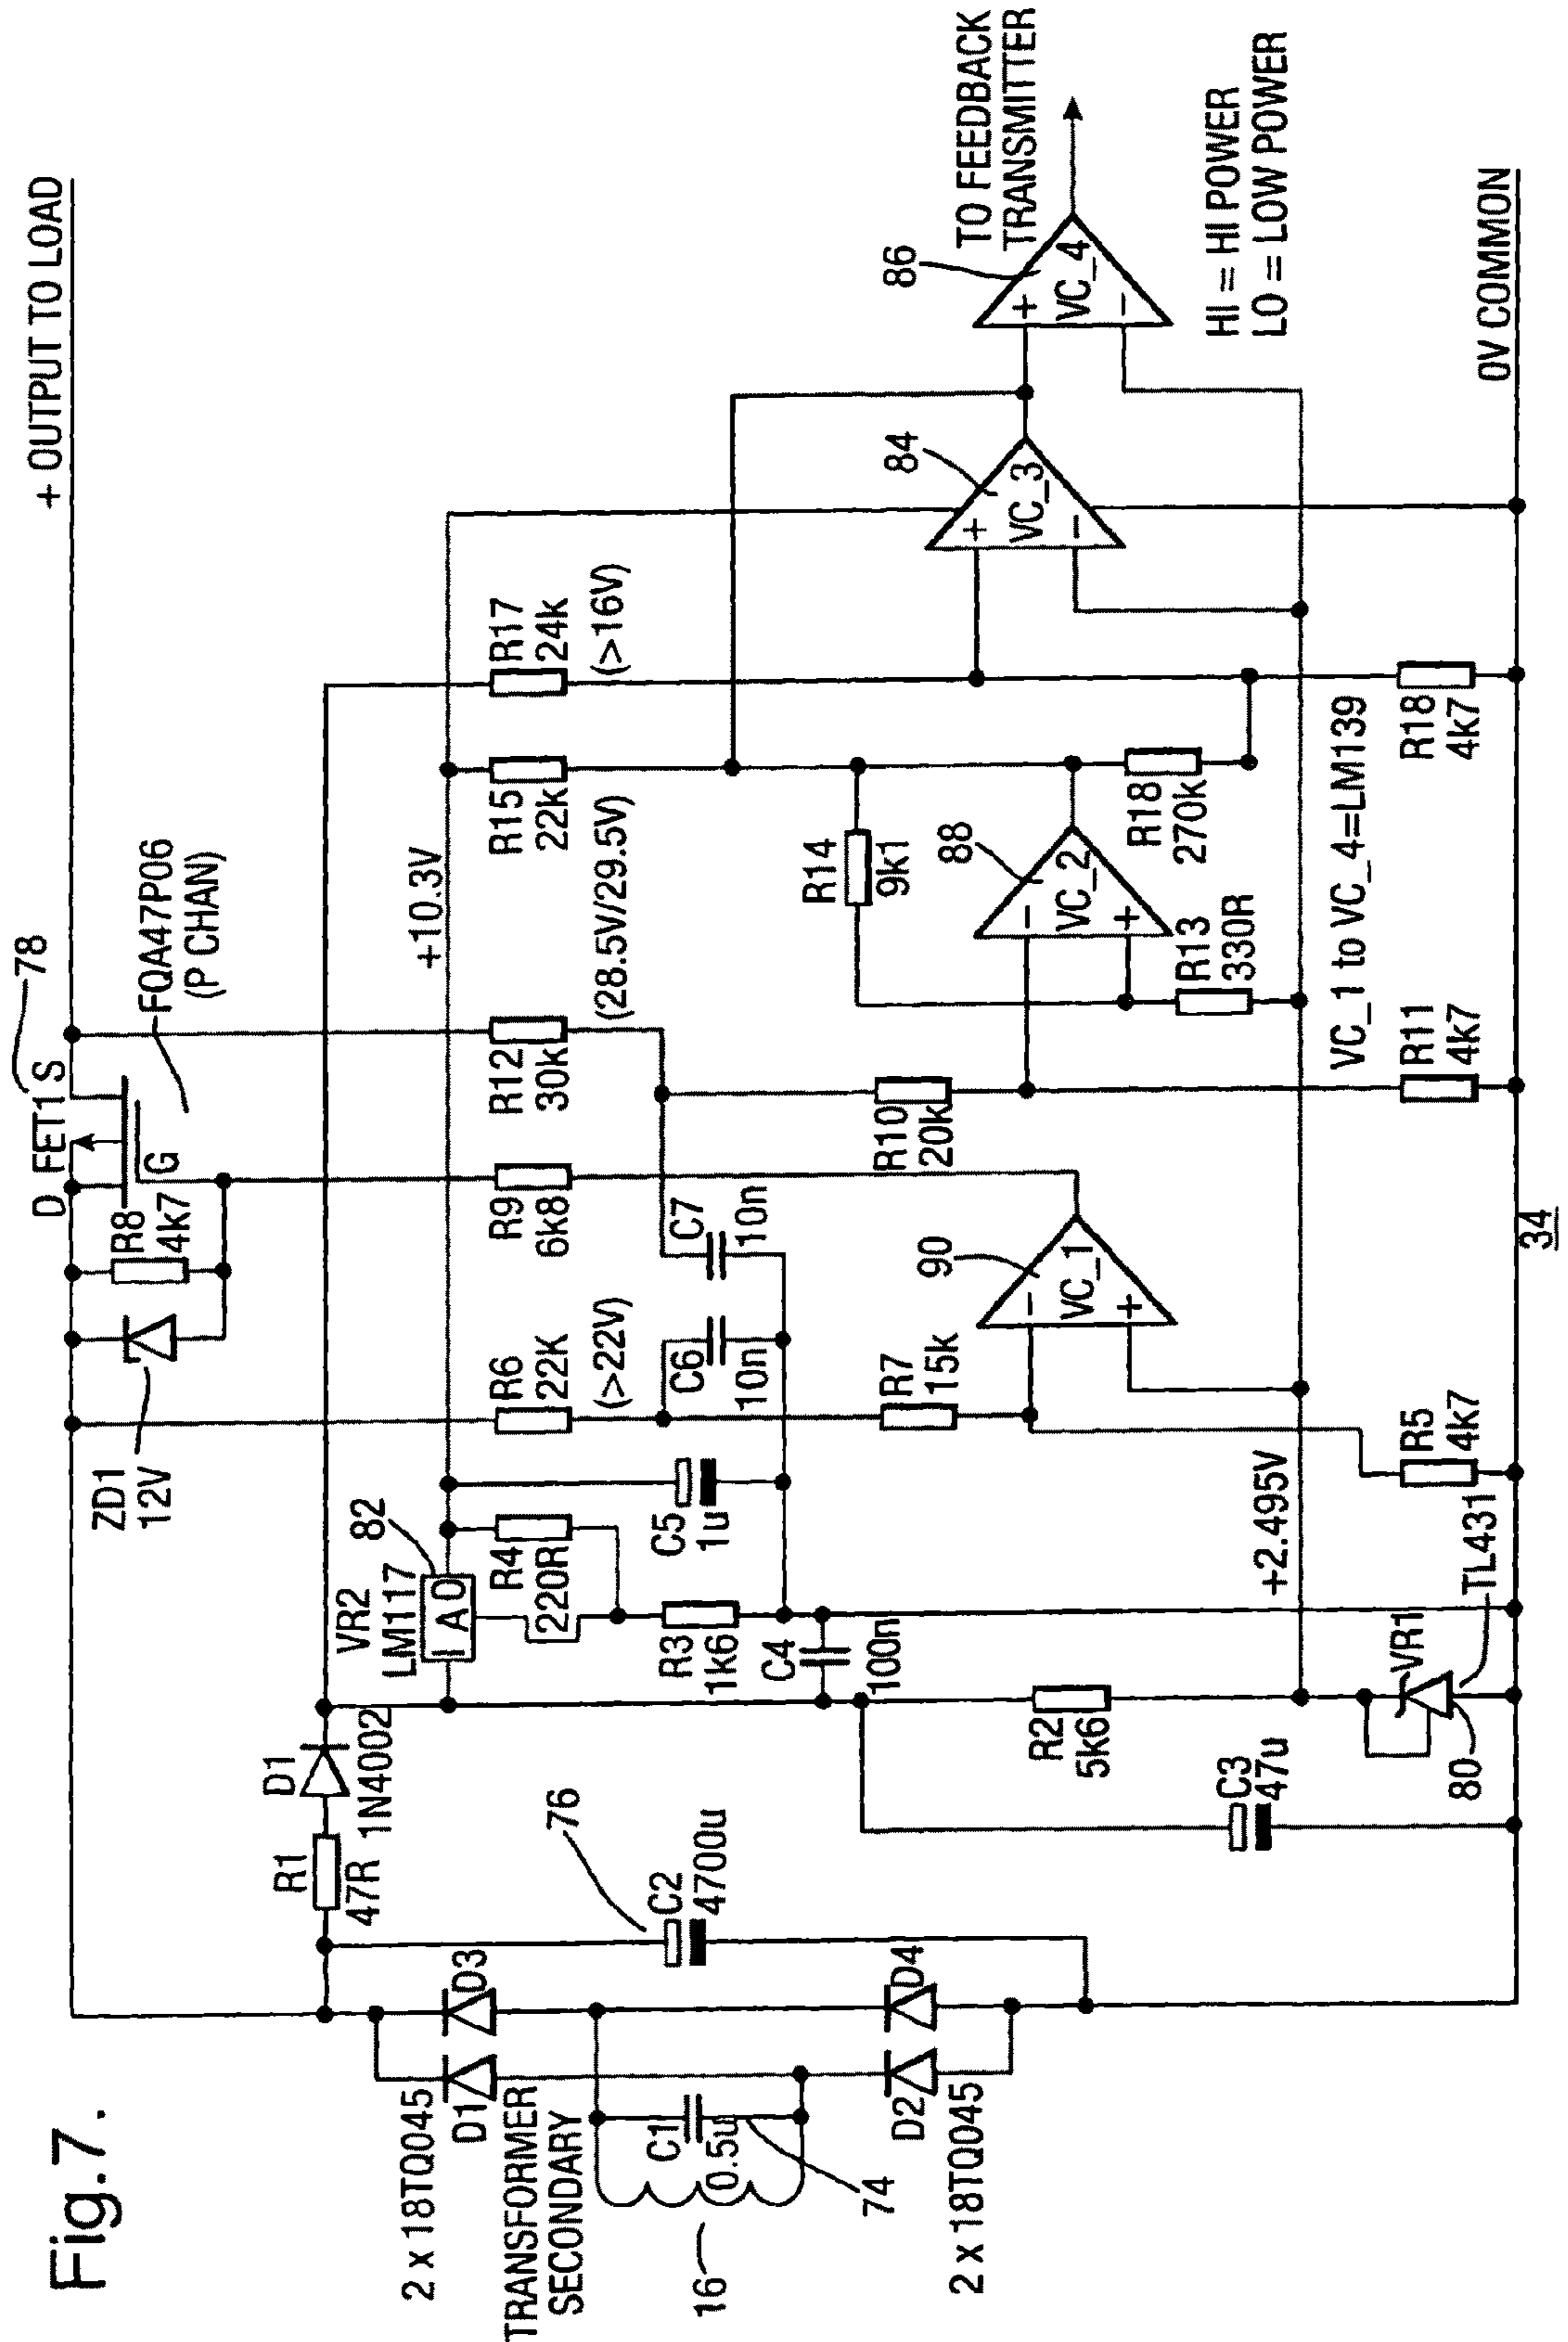 Fig.7.
+ OUTPUT TO LOAD
78
D FET1 S
D
G
FQA47P06
(P CHAN)
R8
4k7
ZD1
12V
D1
1N4002
R1
47R
VR2
LM117
82
I A O
+10.3V
R4
220R
R3
1k6
C4
100n
C5
1u
R6
22K
(>22V)
C6
10n
C7
10n
R9
6k8
R12
30k
(28.5V/29.5V)
R15
22k
R17
24k
(>16V)
2 x 18TQ045
D1
D3
TRANSFORMER
SECONDARY
16
C1
0.5u
74
D2
D4
2 x 18TQ045
76
C2
4700u
R2
5k6
C3
47u
80
VR1
TL431
+2.495V
R7
15k
R5
4k7
90
-
VC_1
+
R10
20k
R11
4k7
R14
9k1
88
-
VC_2
+
R13
330R
R18
270k
VC_1 to VC_4=LM139
R18
4k7
84
+
VC_3
-
86
+
VC_4
-
TO FEEDBACK
TRANSMITTER
HI = HI POWER
LO = LOW POWER
0V COMMON
34